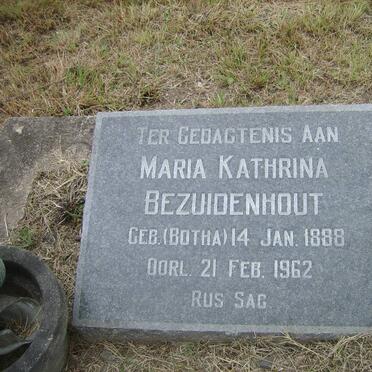 TER GEDAGTENIS AAN
MARIA KATHRINA
BEZUIDENHOUT
GEB.(BOTHA) 14 JAN. 1888
OORL. 21 FEB. 1962
RUS SAG